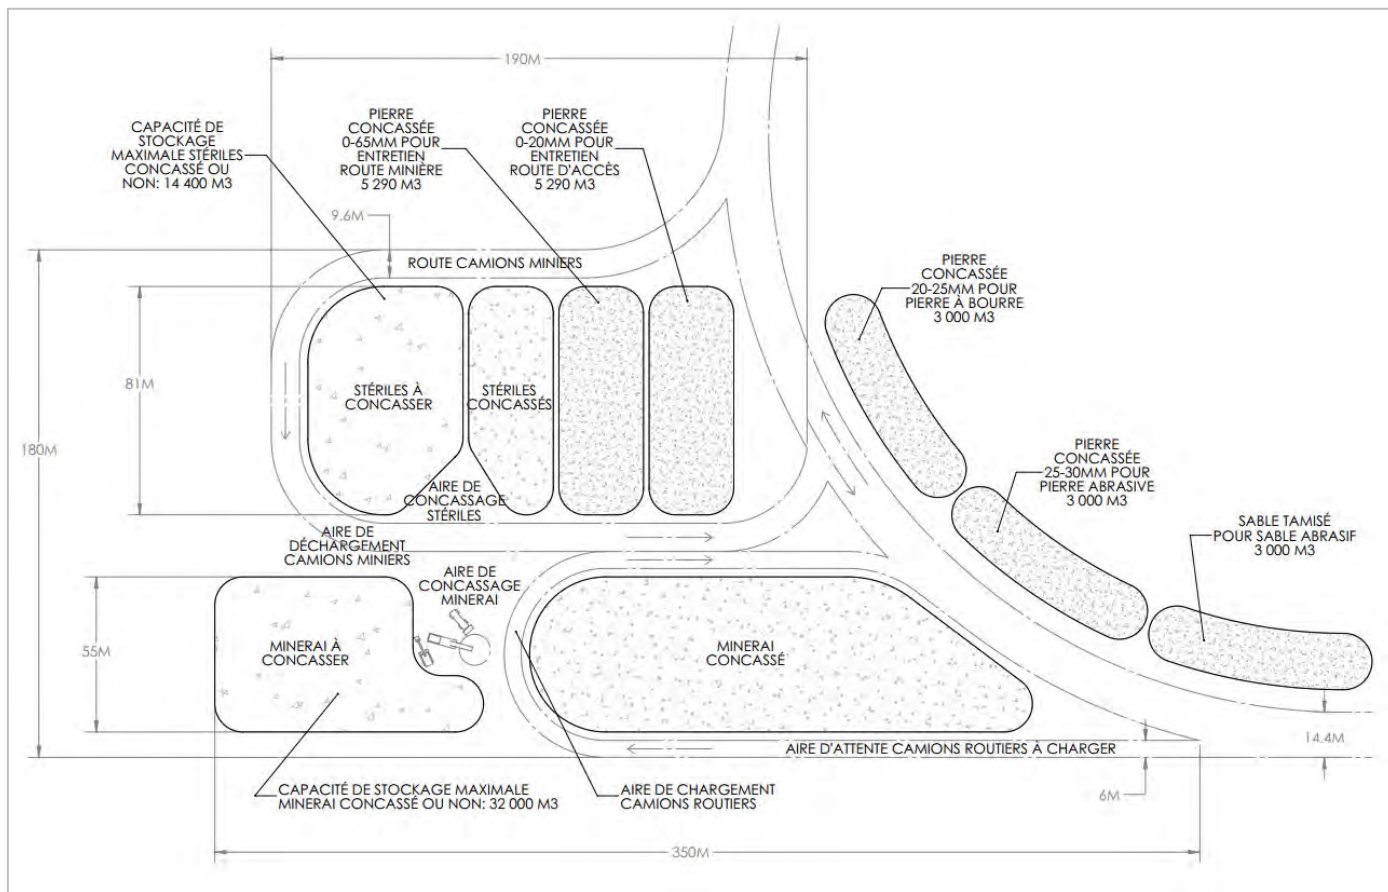 190M
CAPACITÉ DE
STOCKAGE
MAXIMALE STÉRILES
CONCASSÉ OU
NON: 14 400 M3
PIERRE
CONCASSÉE
0-65MM POUR
ENTRETIEN
ROUTE MINIÈRE
5 290 M3
PIERRE
CONCASSÉE
0-20MM POUR
ENTRETIEN
ROUTE D'ACCÈS
5 290 M3
9.6M
ROUTE CAMIONS MINIERS
PIERRE
CONCASSÉE
20-25MM POUR
PIERRE À BOURRE
3 000 M3
81M
STÉRILES À
CONCASSER
STÉRILES
CONCASSÉS
180M
PIERRE
CONCASSÉE
25-30MM POUR
PIERRE ABRASIVE
3 000 M3
AIRE DE
CONCASSAGE
STÉRILES
SABLE TAMISÉ
POUR SABLE ABRASIF
3 000 M3
AIRE DE
DÉCHARGEMENT
CAMIONS MINIERS
AIRE DE
CONCASSAGE
MINERAI
55M
MINERAI À
CONCASSER
MINERAI
CONCASSÉ
14.4M
AIRE D'ATTENTE CAMIONS ROUTIERS À CHARGER
CAPACITÉ DE STOCKAGE MAXIMALE
MINERAI CONCASSÉ OU NON: 32 000 M3
AIRE DE CHARGEMENT
CAMIONS ROUTIERS
6M
350M